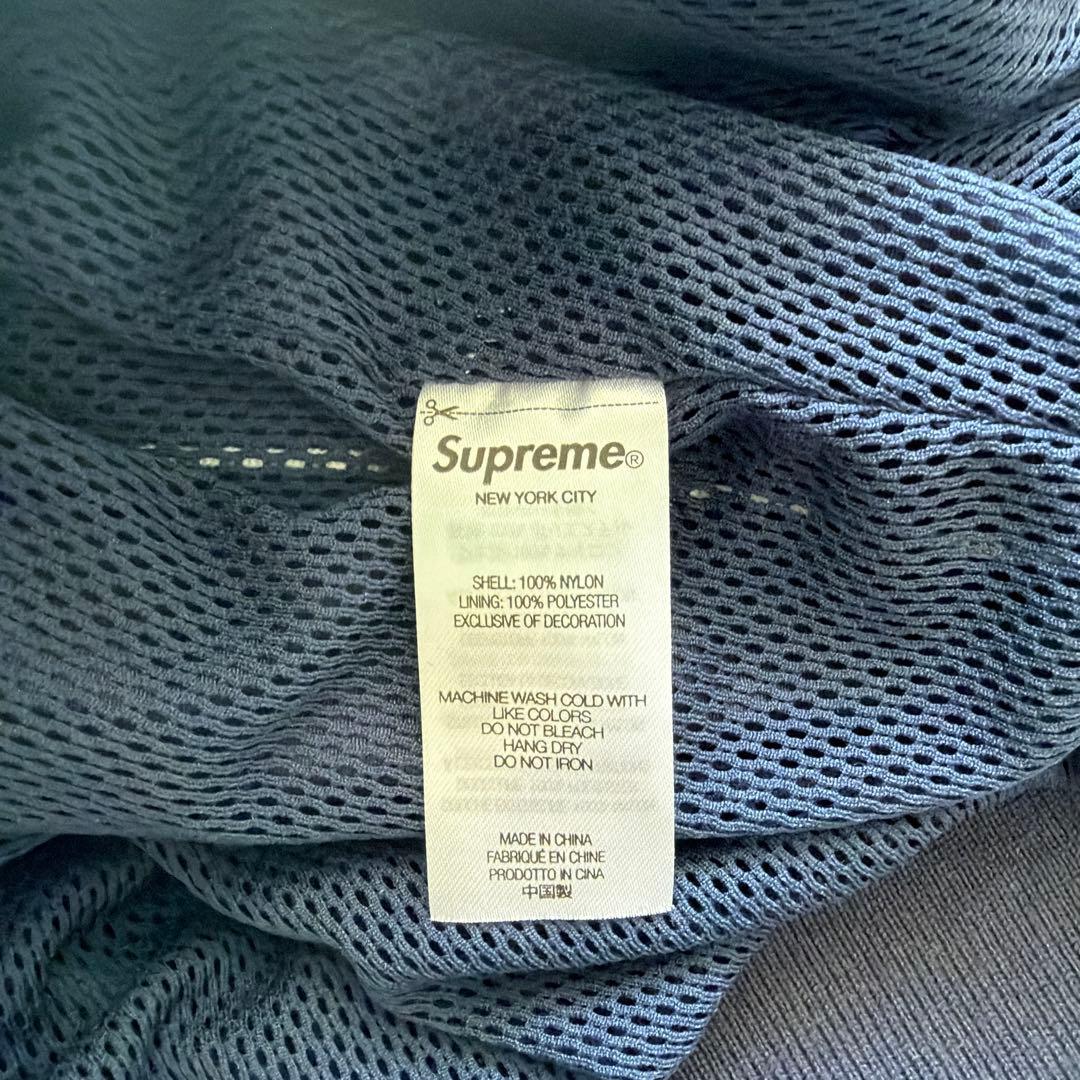 Supreme®
NEW YORK CITY
SHELL: 100% NYLON
LINING: 100% POLYESTER
EXCLUSIVE OF DECORATION
MACHINE WASH COLD WITH
LIKE COLORS
DO NOT BLEACH
HANG DRY
DO NOT IRON
MADE IN CHINA
FABRIQUÉ EN CHINE
PRODOTTO IN CINA
中国製